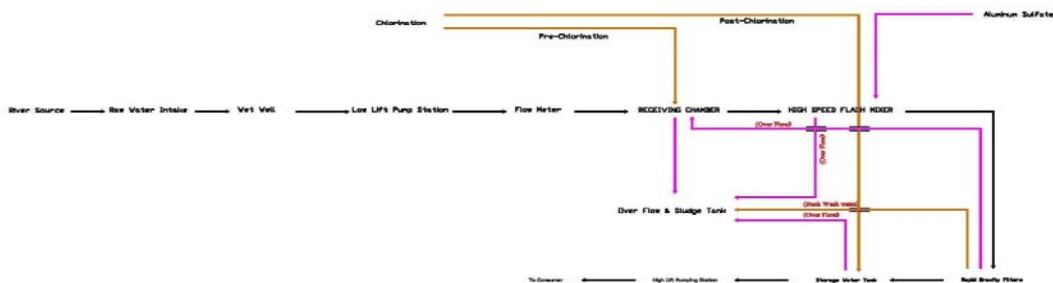 Aluminum Sulfate
Post-Chlorination
Chlorination
Pre-Chlorination
River Source
Raw Water Intake
Wet Well
Low Lift Pump Station
Flow Meter
RECEIVING CHAMBER
HIGH SPEED FLASH MIXER
(Over Flow)
(Over Flow)
(Back Wash water)
Over Flow & Sludge Tank
(Over Flow)
To Consumer
High Lift Pumping Station
Storage Water Tank
Rapid Gravity Filters